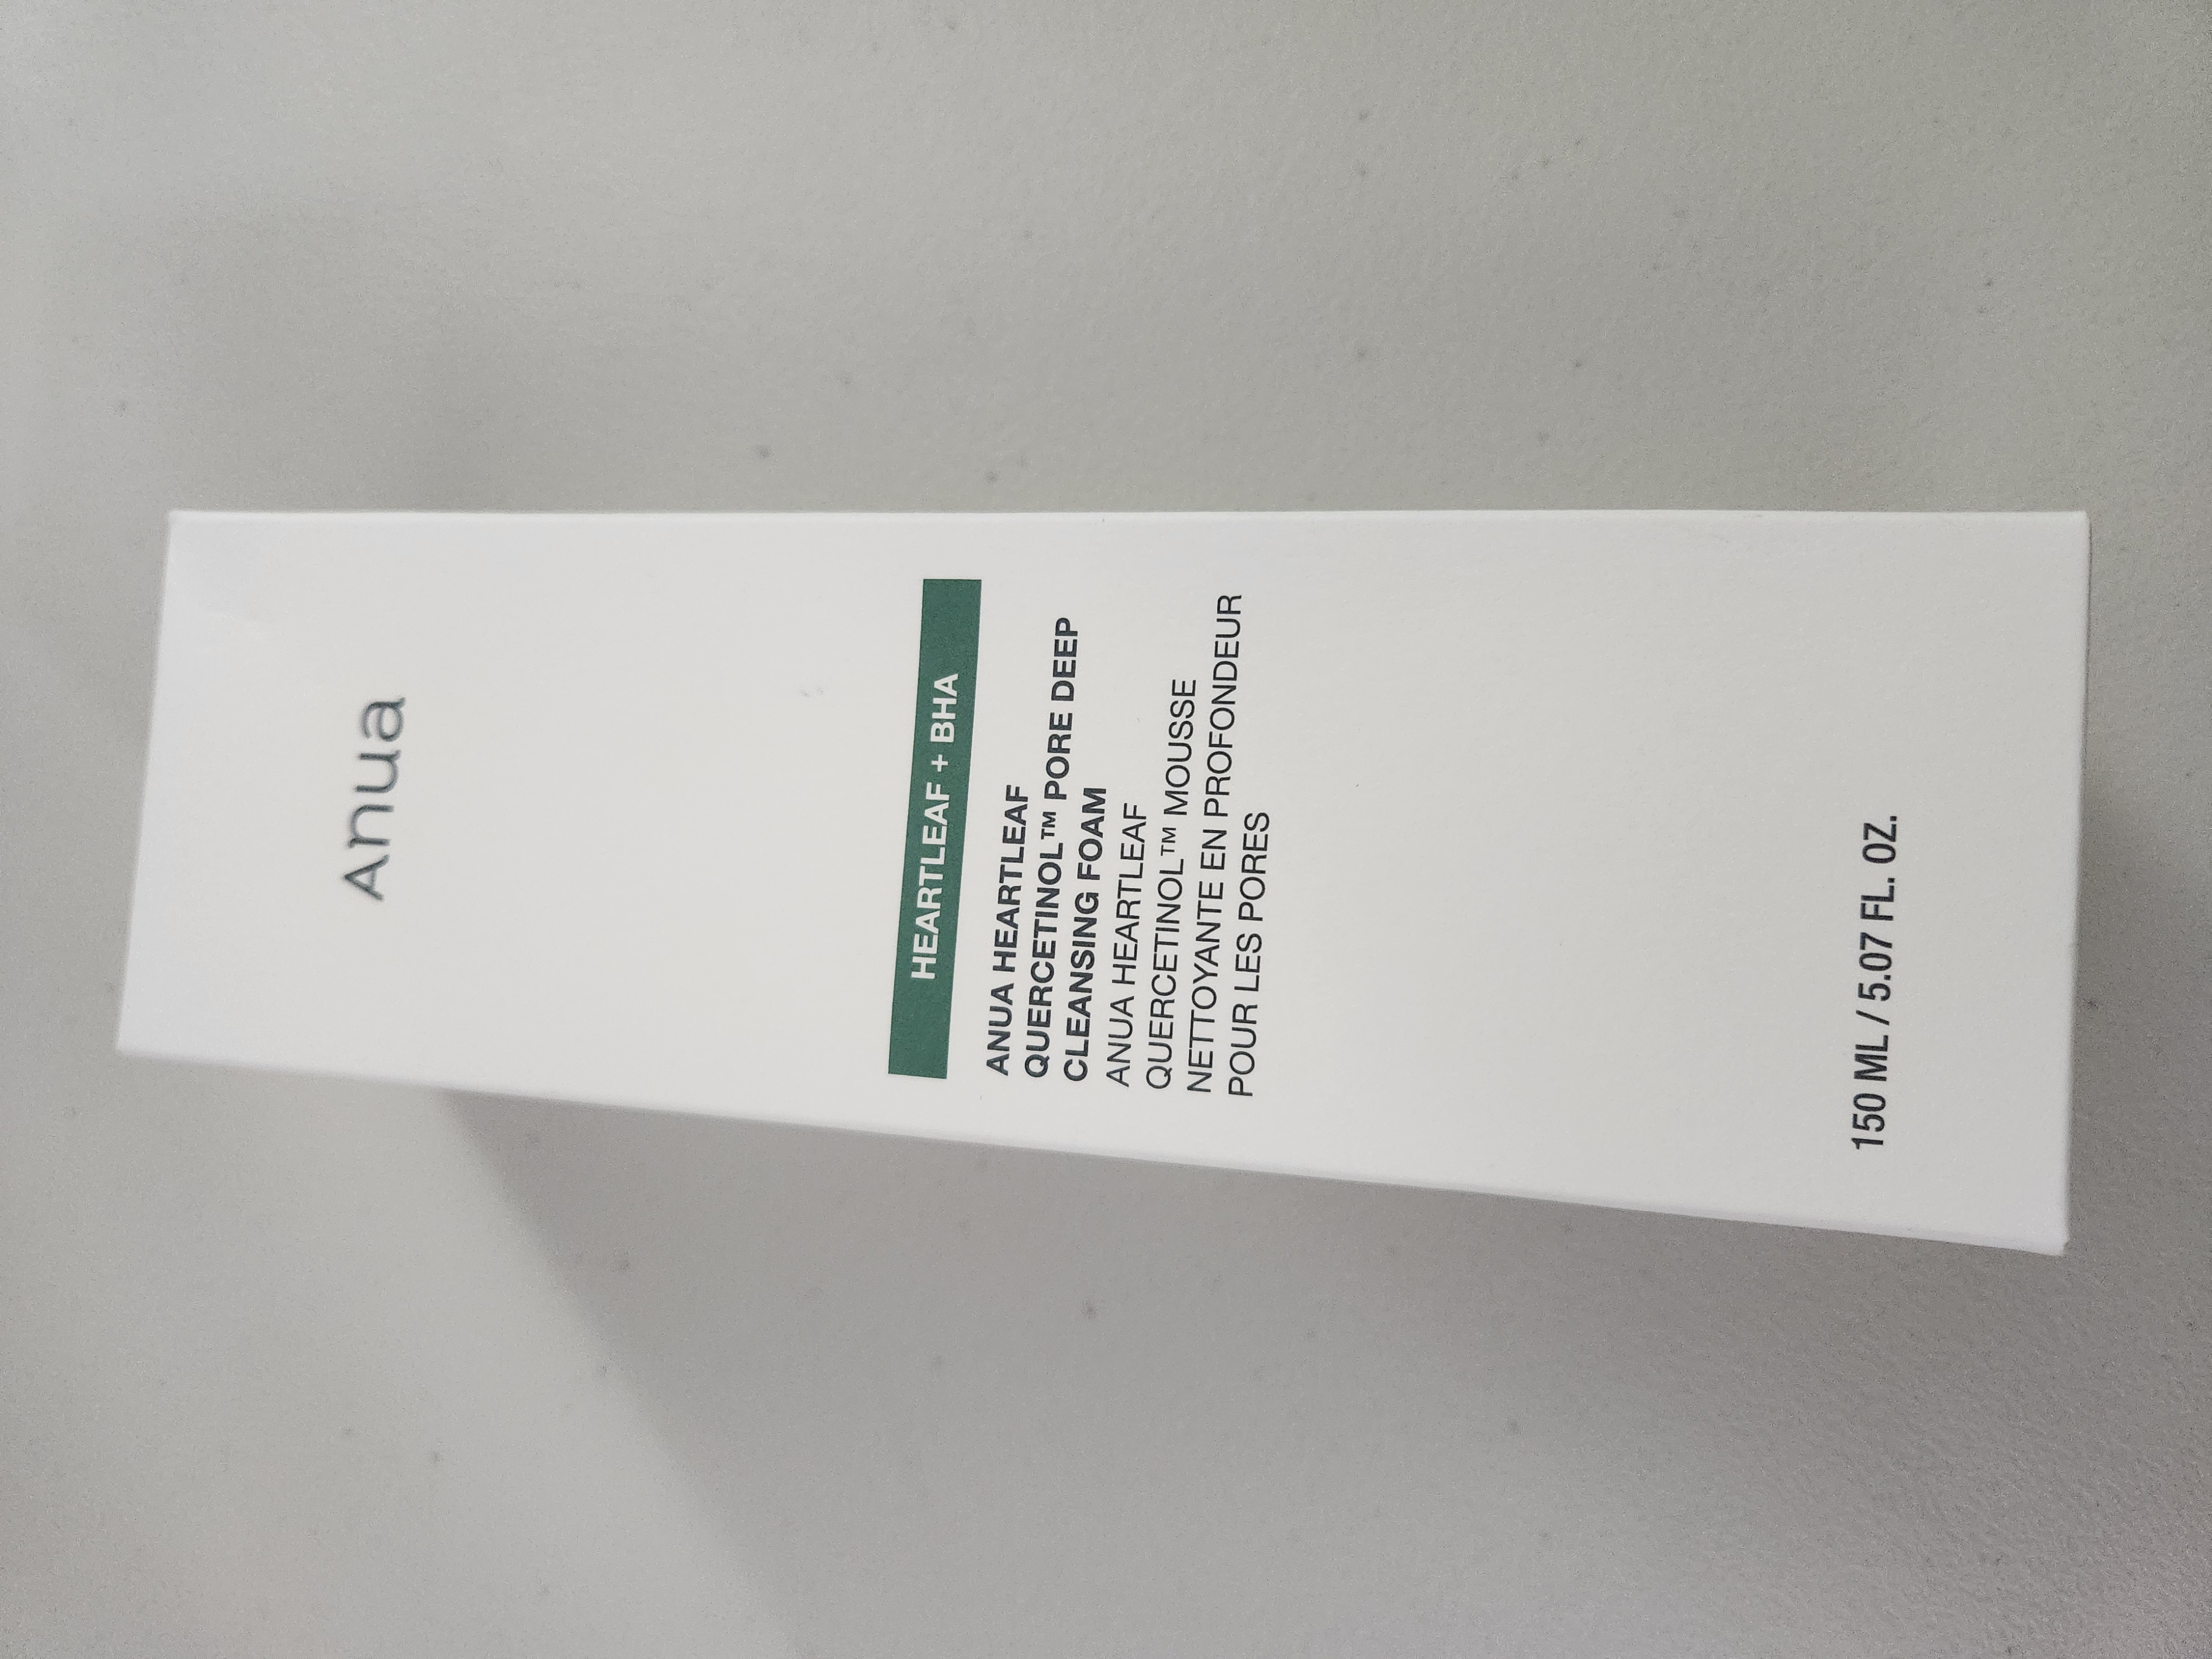 Anua
HEARTLEAF + BHA
ANUA HEARTLEAF
QUERCETINOL™ PORE DEEP
CLEANSING FOAM
ANUA HEARTLEAF
QUERCETINOL™ MOUSSE
NETTOYANTE EN PROFONDEUR
POUR LES PORES
150 ML / 5.07 FL. OZ.